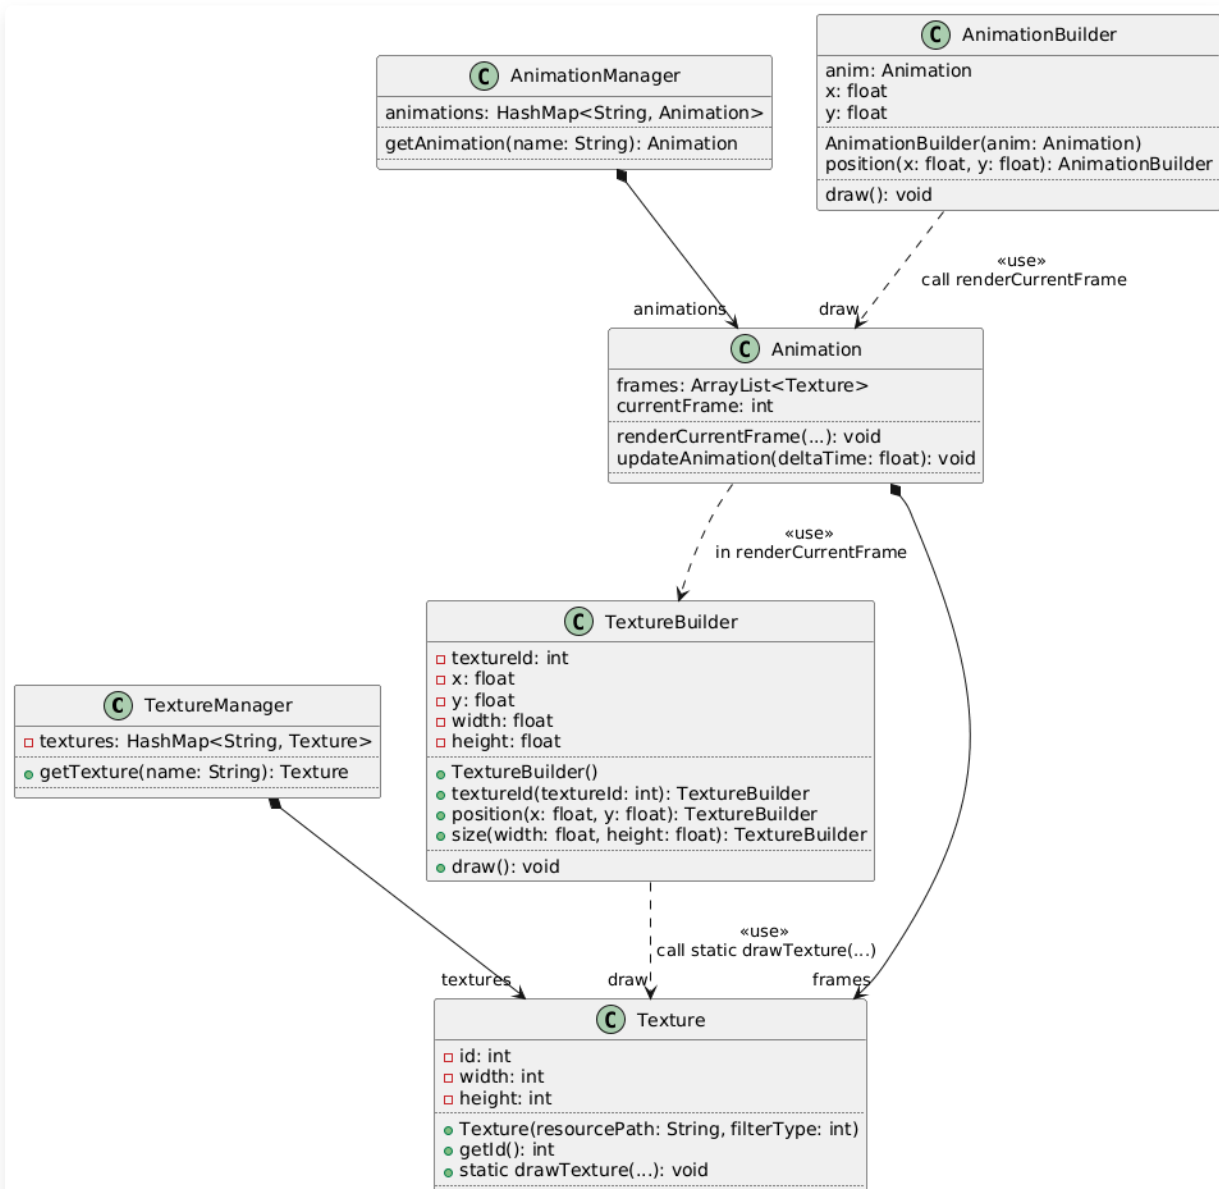 C AnimationBuilder
anim: Animation
x: float
y: float
AnimationBuilder(anim: Animation)
position(x: float, y: float): AnimationBuilder
draw(): void
C AnimationManager
animations: HashMap<String, Animation>
getAnimation(name: String): Animation
«use»
call renderCurrentFrame
animations
draw
C Animation
frames: ArrayList<Texture>
currentFrame: int
renderCurrentFrame(...): void
updateAnimation(deltaTime: float): void
«use»
in renderCurrentFrame
C TextureBuilder
textureId: int
x: float
y: float
width: float
height: float
TextureBuilder()
textureId(textureId: int): TextureBuilder
position(x: float, y: float): TextureBuilder
size(width: float, height: float): TextureBuilder
draw(): void
C TextureManager
textures: HashMap<String, Texture>
getTexture(name: String): Texture
«use»
call static drawTexture(...)
textures
draw
frames
C Texture
id: int
width: int
height: int
Texture(resourcePath: String, filterType: int)
getId(): int
static drawTexture(...): void